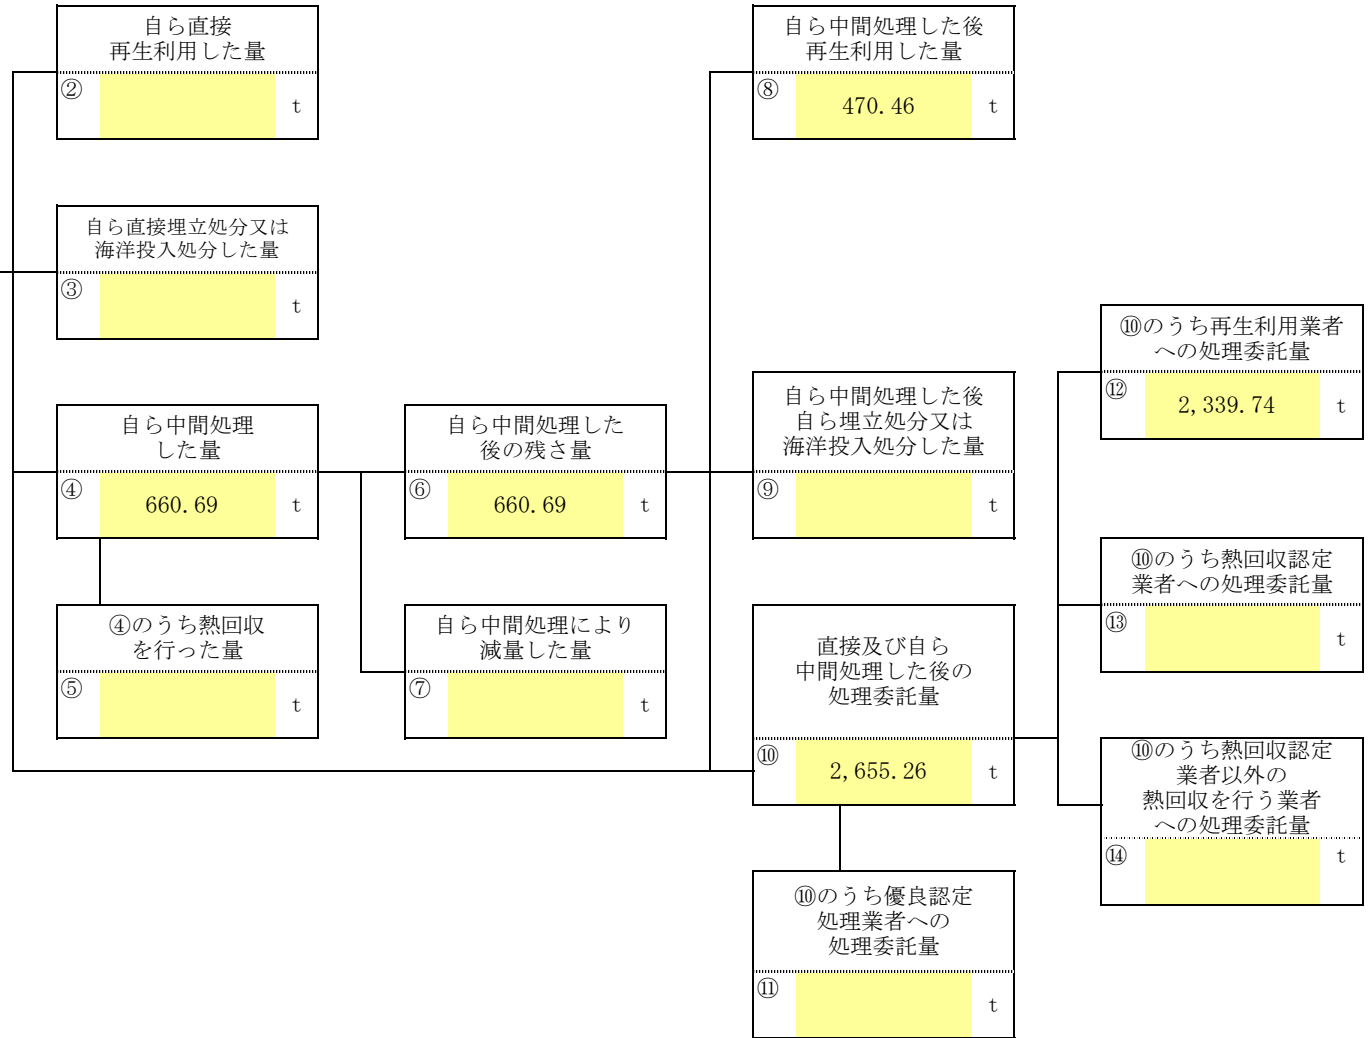 自ら直接
再生利用した量
②
t
自ら中間処理した後
再生利用した量
⑧
470.46
t
自ら直接埋立処分又は
海洋投入処分した量
③
t
⑩のうち再生利用業者
への処理委託量
⑫
2,339.74
t
自ら中間処理
した量
④
660.69
t
自ら中間処理した
後の残さ量
⑥
660.69
t
自ら中間処理した後
自ら埋立処分又は
海洋投入処分した量
⑨
t
⑩のうち熱回収認定
業者への処理委託量
⑬
t
④のうち熱回収
を行った量
⑤
t
自ら中間処理により
減量した量
⑦
t
直接及び自ら
中間処理した後の
処理委託量
⑩
2,655.26
t
⑩のうち熱回収認定
業者以外の
熱回収を行う業者
への処理委託量
⑭
t
⑩のうち優良認定
処理業者への
処理委託量
⑪
t